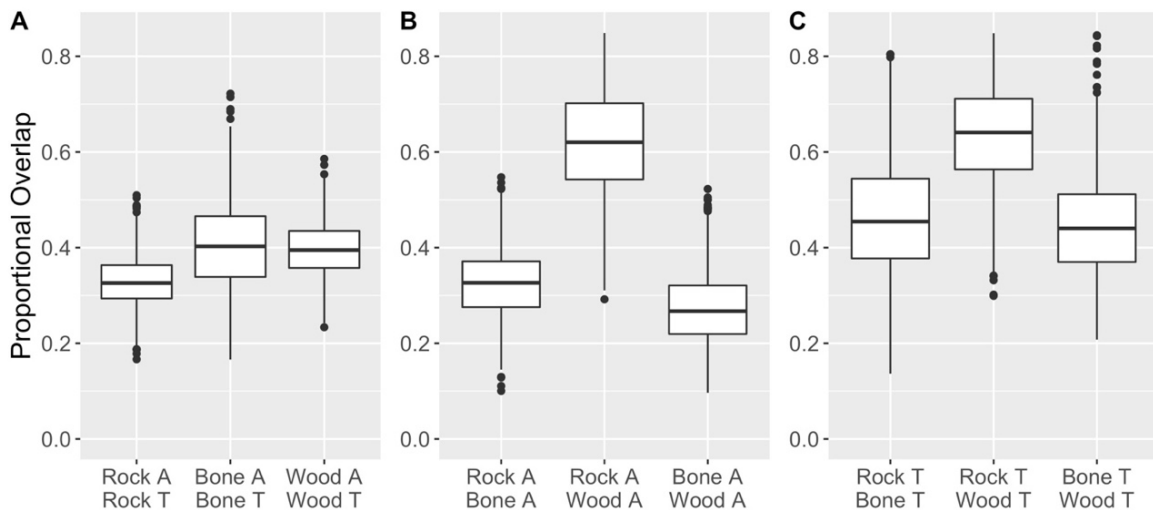 A
B
C
Proportional Overlap
0.8
0.6
0.4
0.2
0.0
Rock A Bone A Wood A
Rock T Bone T Wood T
0.8
0.6
0.4
0.2
0.0
Rock A Rock A Bone A
Bone A Wood A Wood A
0.8
0.6
0.4
0.2
0.0
Rock T Rock T Bone T
Bone T Wood T Wood T